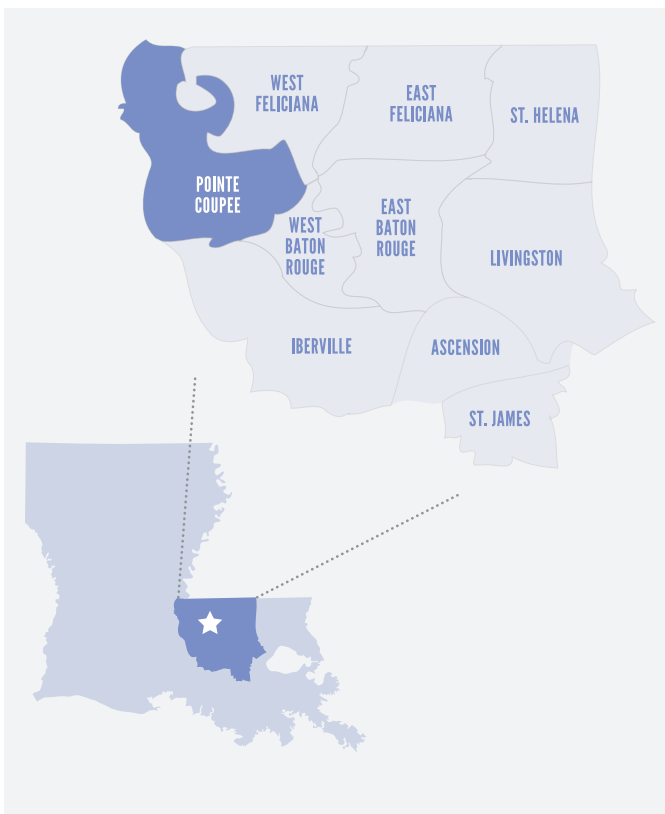 WEST
FELICIANA
EAST
FELICIANA
ST. HELENA
POINTE
COUPEE
WEST
BATON
ROUGE
EAST
BATON
ROUGE
LIVINGSTON
IBERVILLE
ASCENSION
ST. JAMES